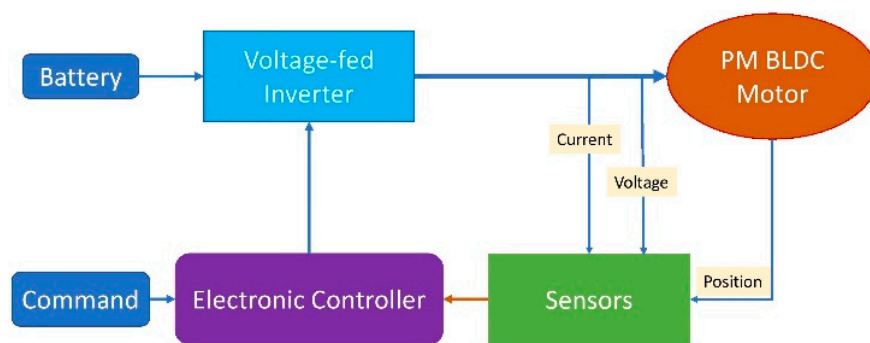 Battery
Voltage-fed
Inverter
PM BLDC
Motor
Current
Voltage
Position
Command
Electronic Controller
Sensors